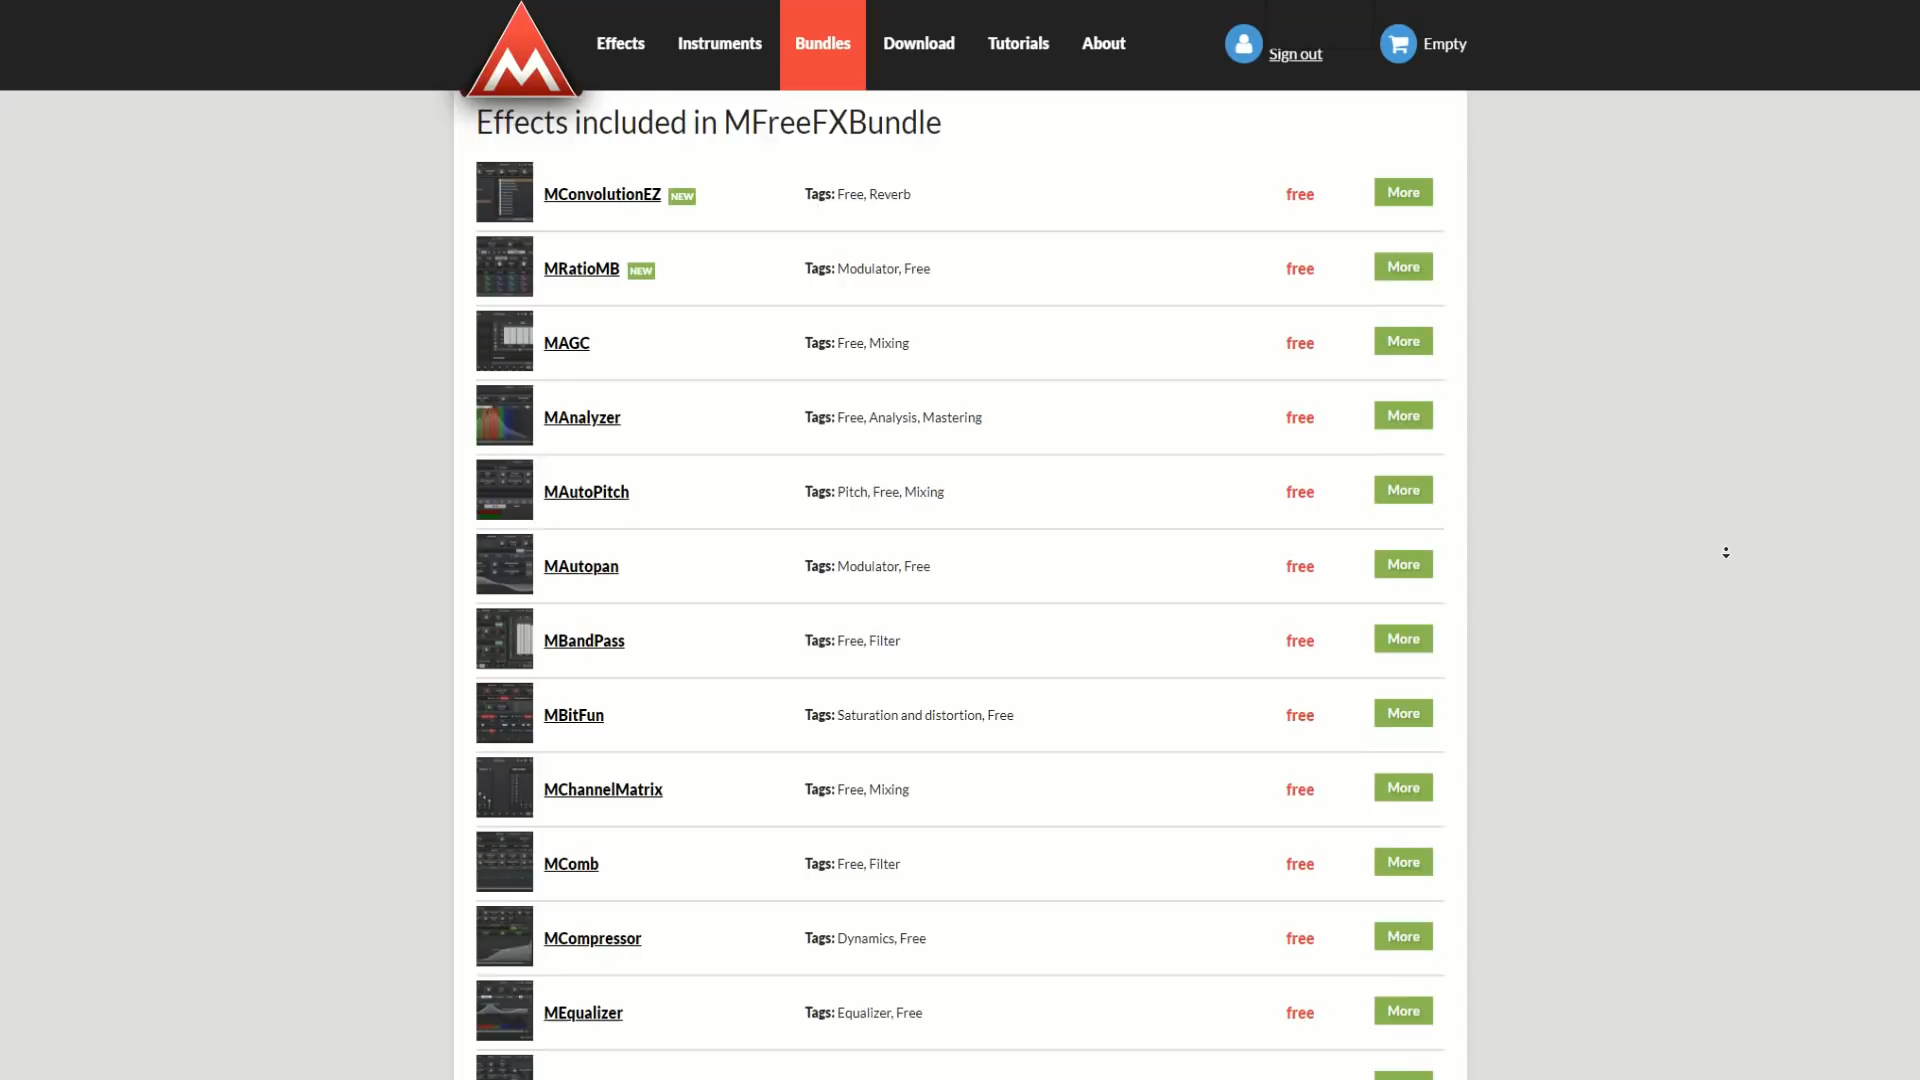 Effects Instruments Bundles Download Tutorials About Sign out Empty
Effects included in MFreeFXBundle
MConvolutionEZ NEW Tags: Free, Reverb free More
MRatioMB NEW Tags: Modulator, Free free More
MAGC Tags: Free, Mixing free More
MAnalyzer Tags: Free, Analysis, Mastering free More
MAutoPitch Tags: Pitch, Free, Mixing free More
MAutopan Tags: Modulator, Free free More
MBandPass Tags: Free, Filter free More
MBitFun Tags: Saturation and distortion, Free free More
MChannelMatrix Tags: Free, Mixing free More
MComb Tags: Free, Filter free More
MCompressor Tags: Dynamics, Free free More
MEqualizer Tags: Equalizer, Free free More